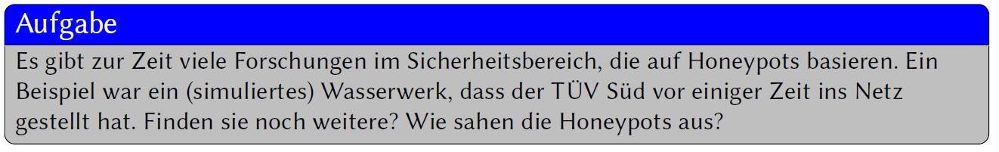 Aufgabe
Es gibt zur Zeit viele Forschungen im Sicherheitsbereich, die auf Honeypots basieren. Ein
Beispiel war ein (simuliertes) Wasserwerk, dass der TÜV Süd vor einiger Zeit ins Netz
gestellt hat. Finden sie noch weitere? Wie sahen die Honeypots aus?